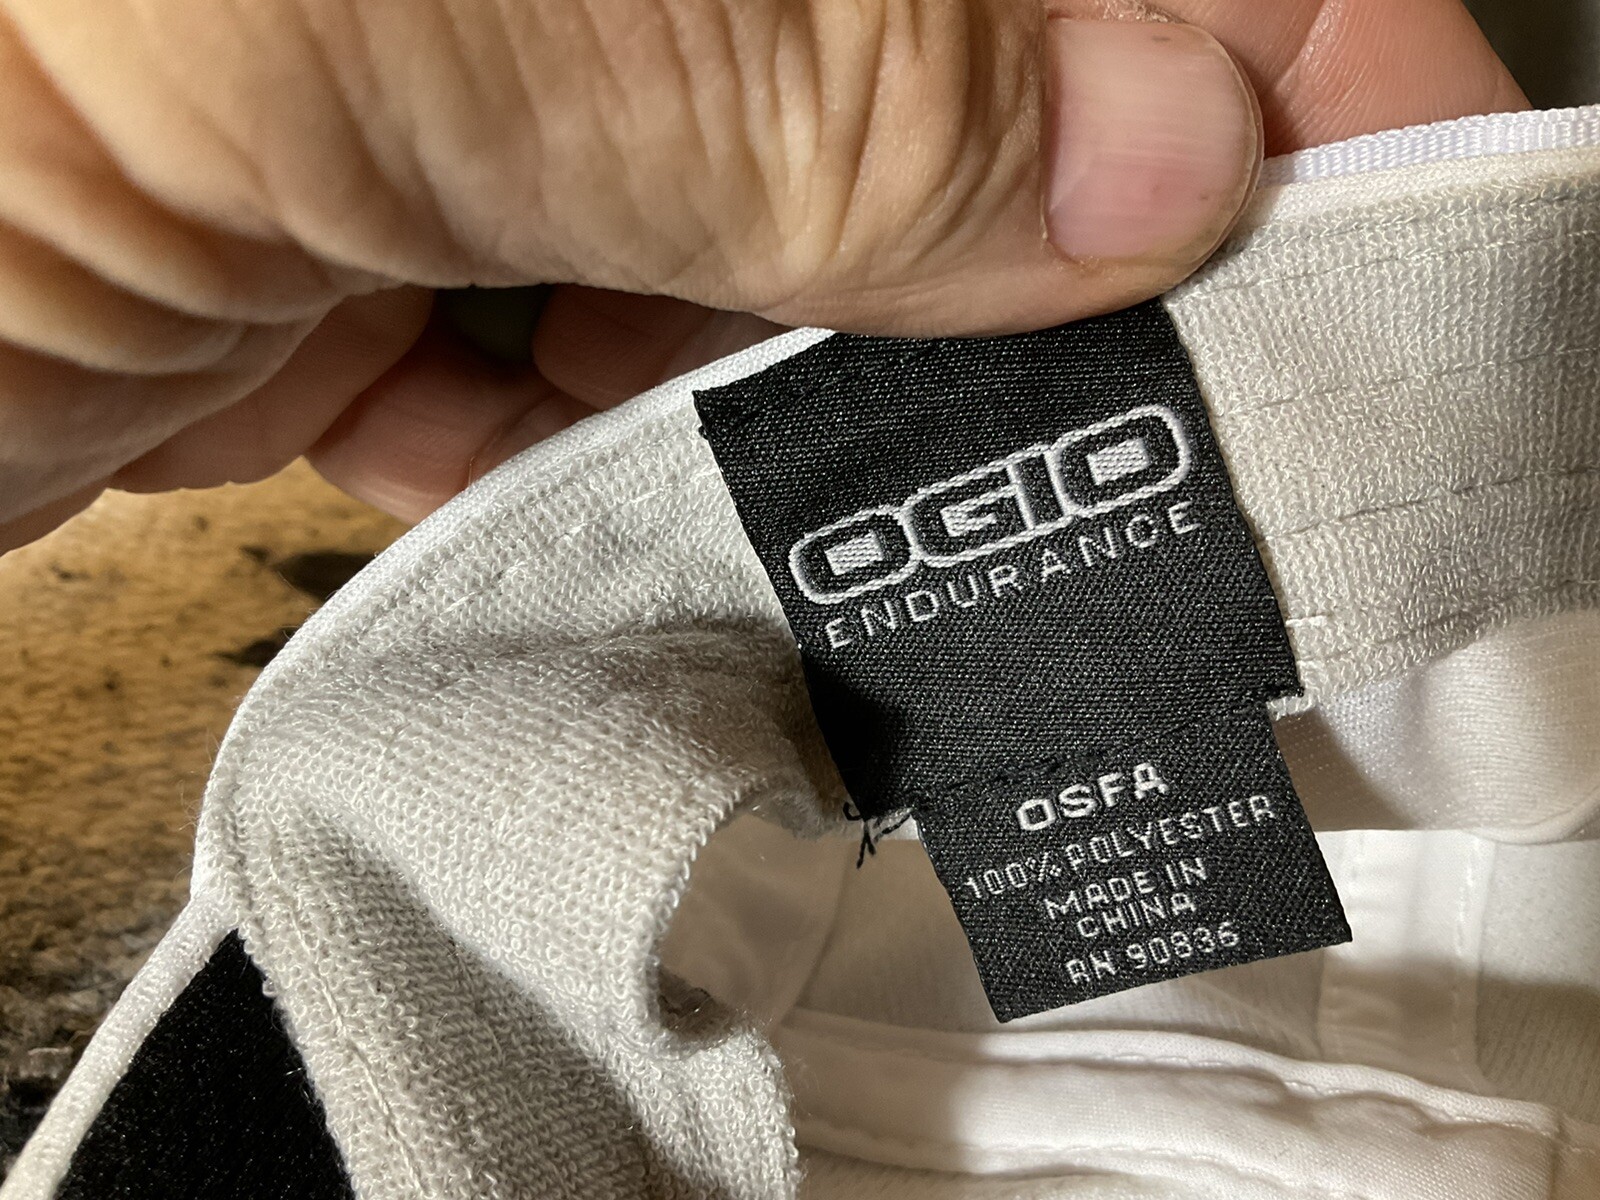 OGIO
ENDURANCE
OSFA
100% POLYESTER
MADE IN
CHINA
RN 90836